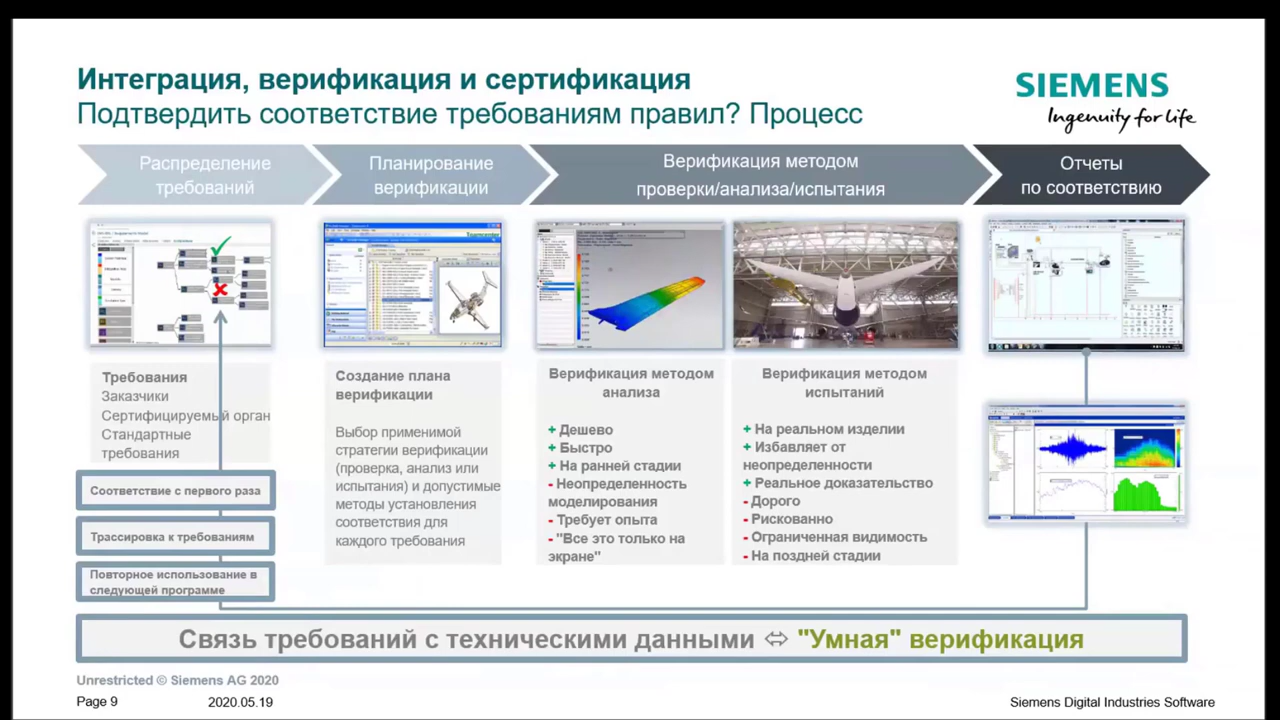 Интеграция, верификация и сертификация
Подтвердить соответствие требованиям правил? Процесс
SIEMENS
Ingenuity for life
Распределение
требований
Планирование
верификации
Верификация методом
проверки/анализа/испытания
Отчеты
по соответствию
Teamcenter
Требования
Заказчики
Сертифицируемый орган
Стандартные
требования
Соответствие с первого раза
Трассировка к требованиям
Повторное использование в
следующей программе
Создание плана
верификации
Выбор применимой
стратегии верификации
(проверка, анализ или
испытания) и допустимые
методы установления
соответствия для
каждого требования
Верификация методом
анализа
+ Дешево
+ Быстро
+ На ранней стадии
- Неопределенность
моделирования
- Требует опыта
- "Все это только на
экране"
Верификация методом
испытаний
+ На реальном изделии
+ Избавляет от
неопределенности
+ Реальное доказательство
- Дорого
- Рискованно
- Ограниченная видимость
- На поздней стадии
Связь требований с техническими данными ⬄ "Умная" верификация
Unrestricted © Siemens AG 2020
Page 9
2020.05.19
Siemens Digital Industries Software